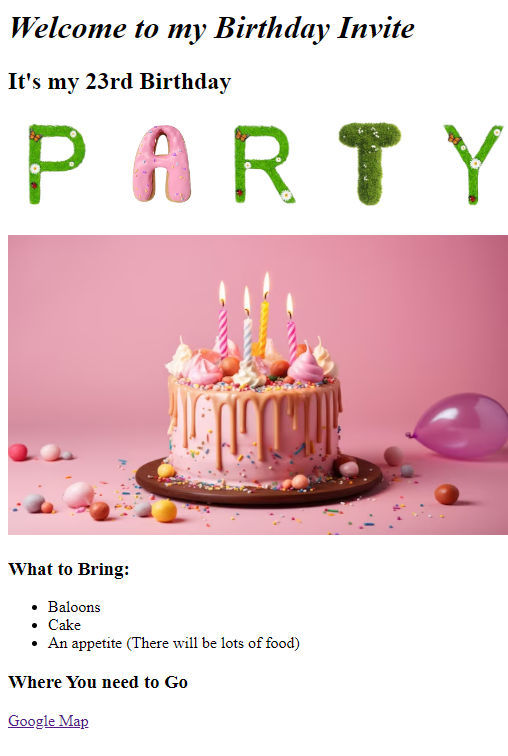 Welcome to my Birthday Invite
It's my 23rd Birthday
PARTY
What to Bring:
Baloons
Cake
An appetite (There will be lots of food)
Where You need to Go
Google Map